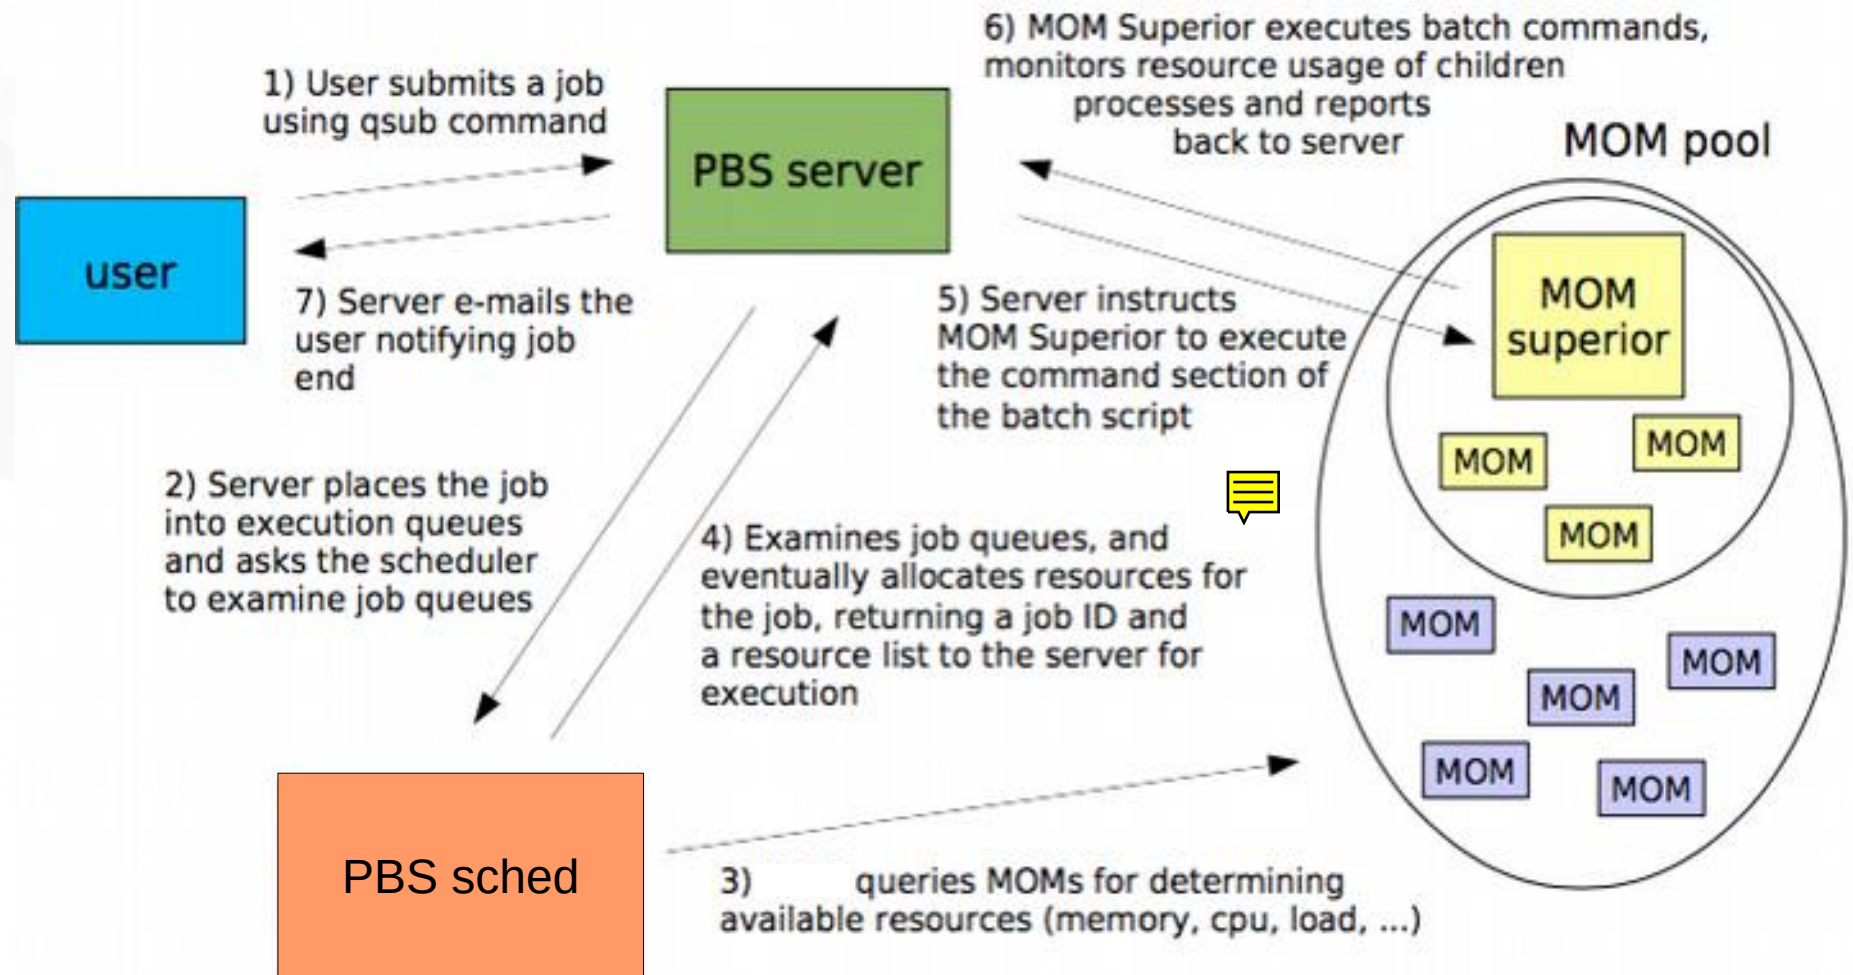 1) User submits a job
using qsub command
user
7) Server e-mails the
user notifying job
end
PBS server
6) MOM Superior executes batch commands,
monitors resource usage of children
processes and reports
back to server
5) Server instructs
MOM Superior to execute
the command section of
the batch script
MOM pool
MOM
superior
MOM
MOM
MOM
MOM
MOM
MOM
MOM
MOM
2) Server places the job
into execution queues
and asks the scheduler
to examine job queues
4) Examines job queues, and
eventually allocates resources for
the job, returning a job ID and
a resource list to the server for
execution
PBS sched
3) queries MOMs for determining
available resources (memory, cpu, load, ...)